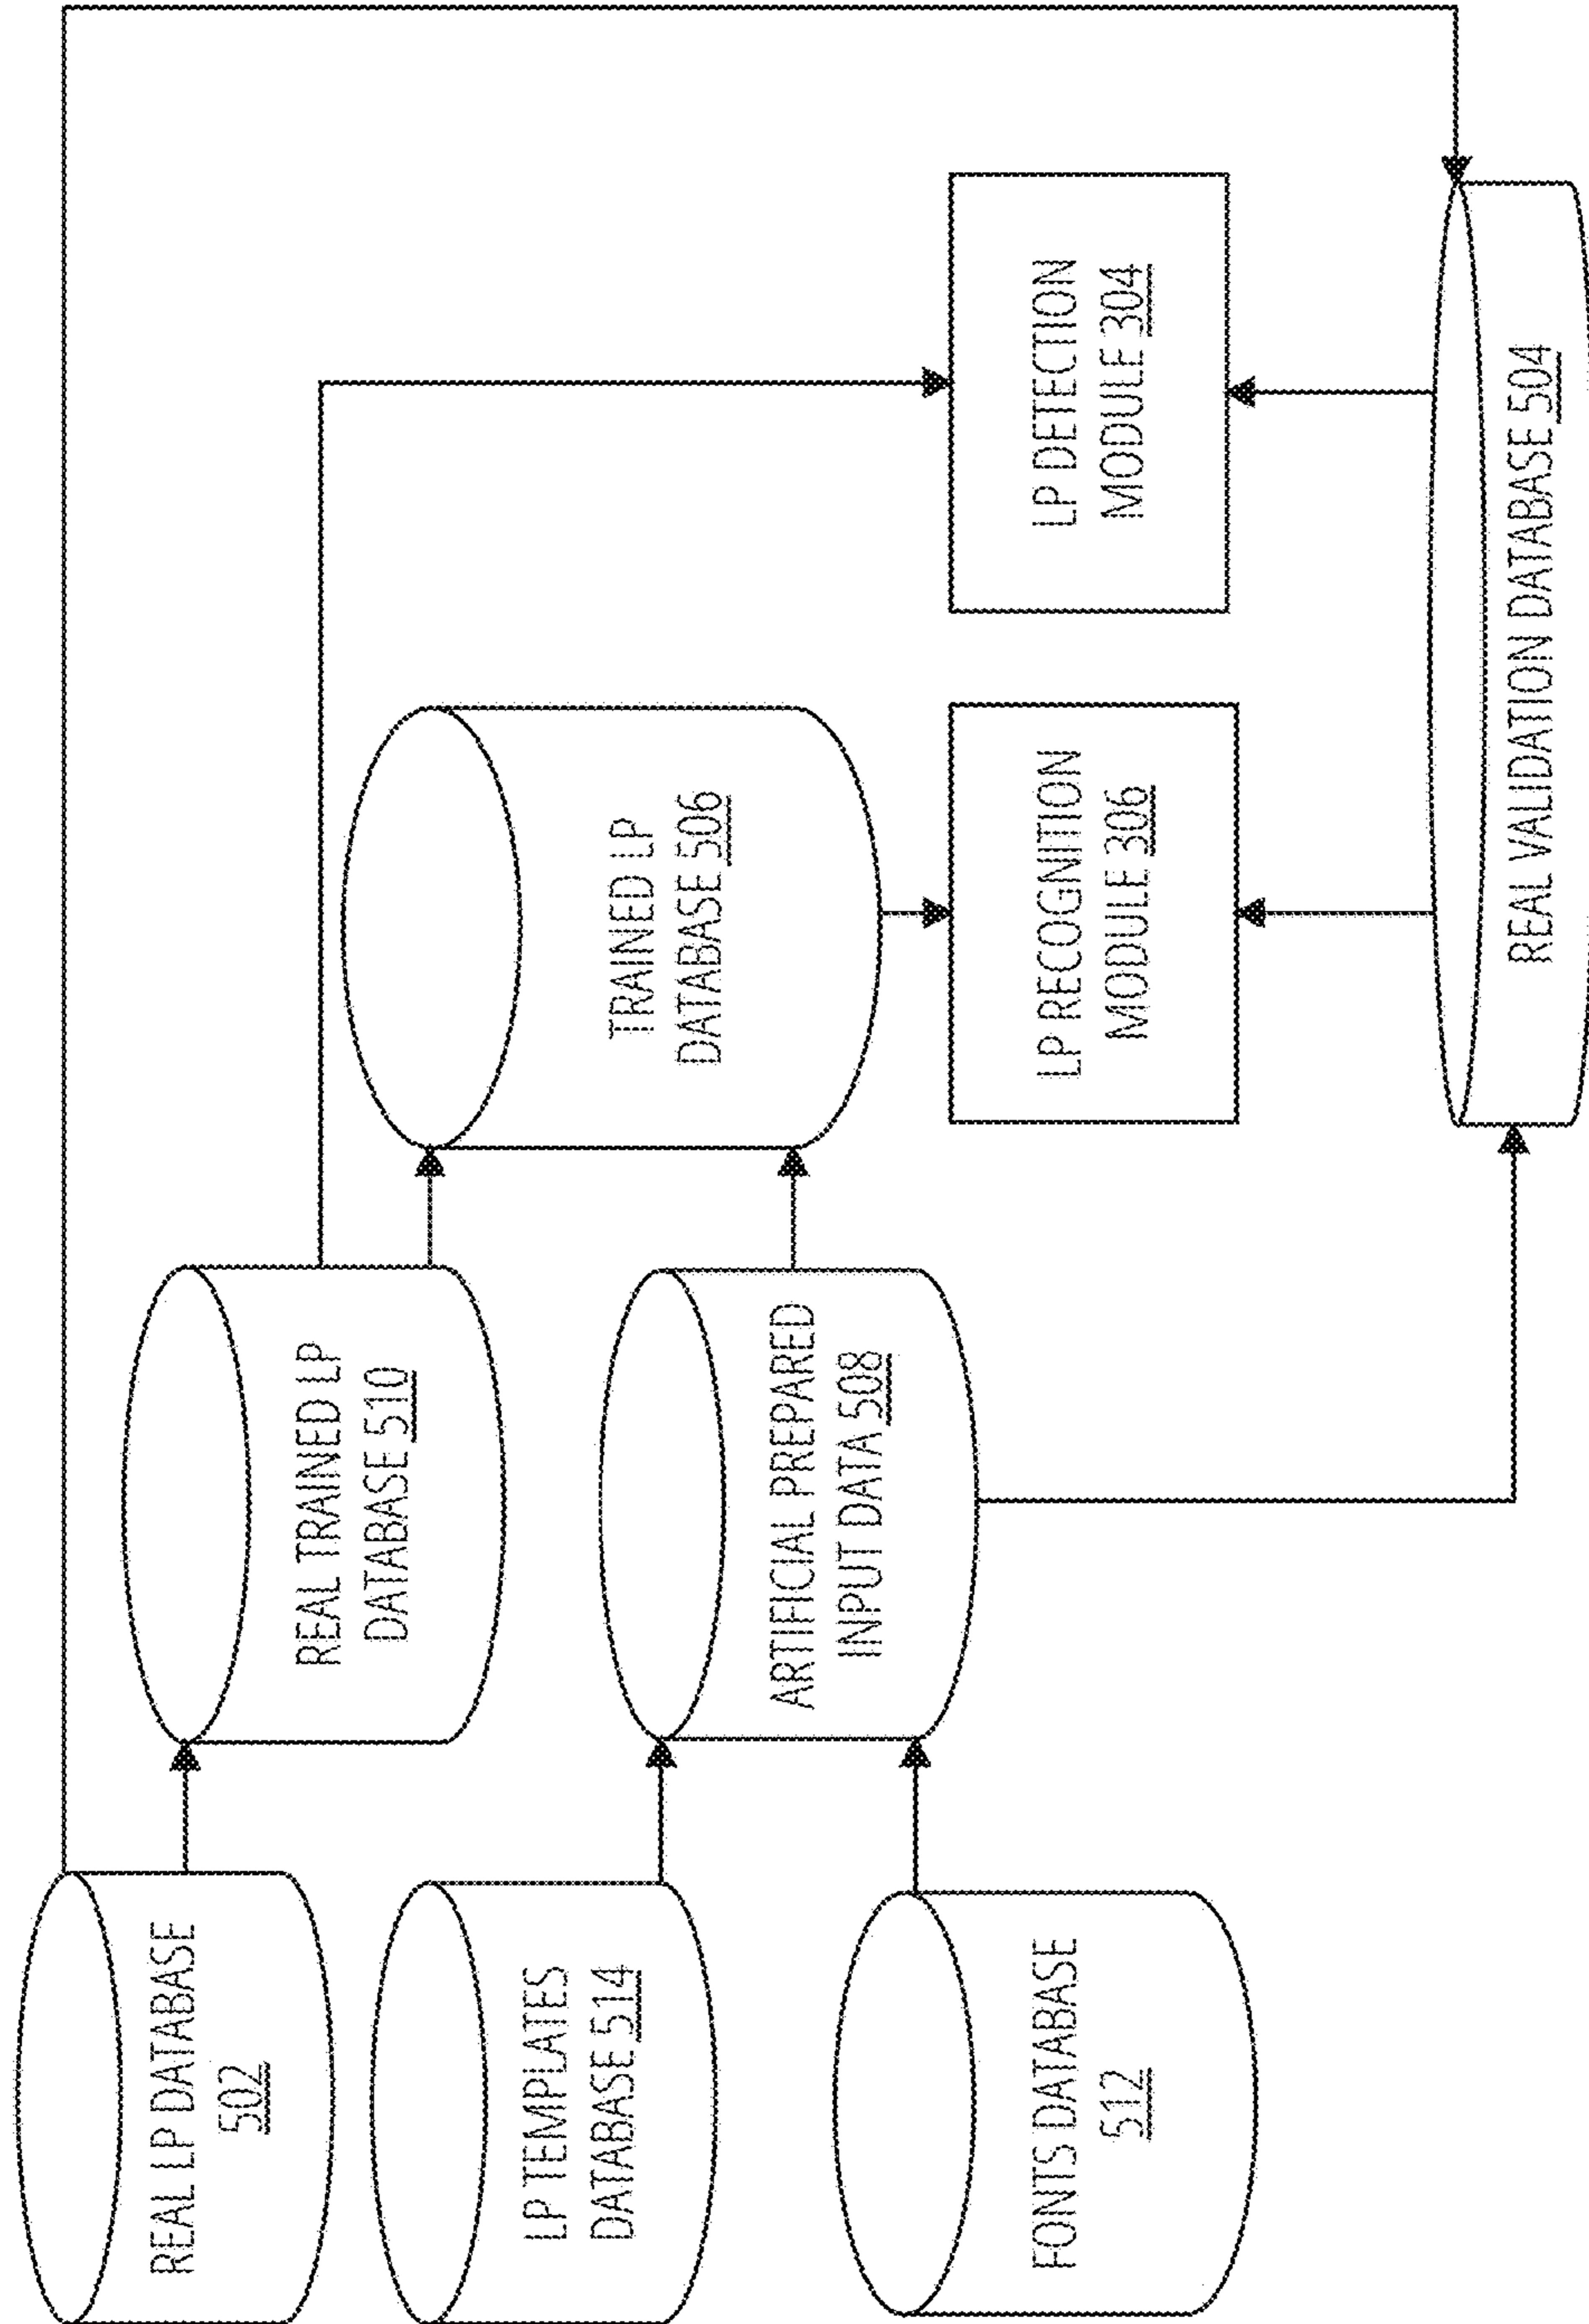 REAL LP DATABASE
502
REAL TRAINED LP
DATABASE 510
TRAINED LP
DATABASE 506
LP TEMPLATES
DATABASE 514
ARTIFICIAL PREPARED
INPUT DATA 508
FONTS DATABASE
512
LP RECOGNITION
MODULE 306
LP DETECTION
MODULE 304
REAL VALIDATION DATABASE 504